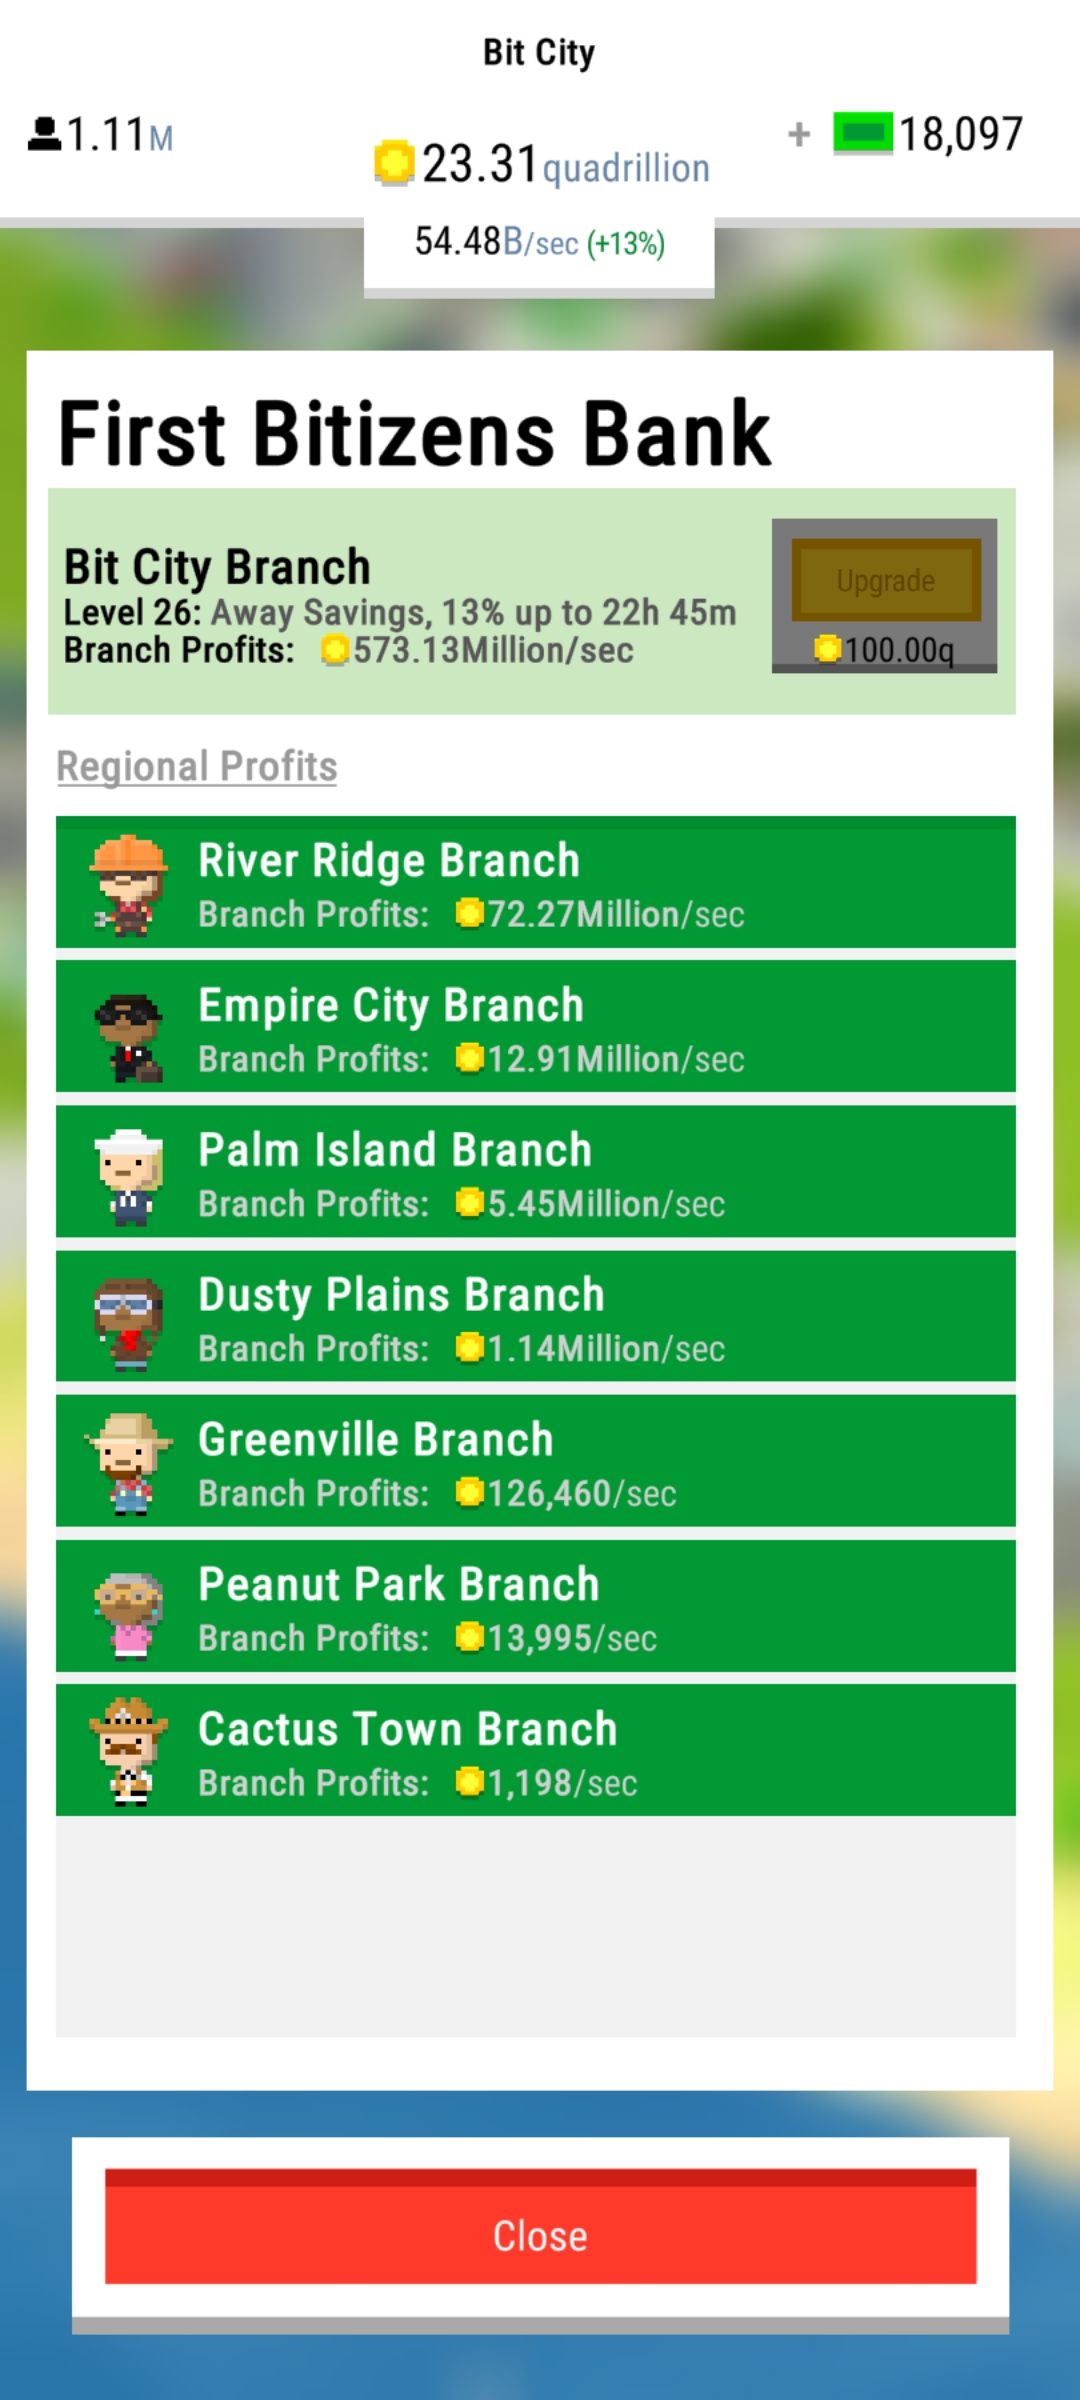 Bit City
1.11M
23.31quadrillion
+ 18,097
54.48B/sec (+13%)
First Bitizens Bank
Bit City Branch
Level 26: Away Savings, 13% up to 22h 45m
Branch Profits: 573.13Million/sec
Upgrade
100.00q
Regional Profits
River Ridge Branch
Branch Profits: 72.27Million/sec
Empire City Branch
Branch Profits: 12.91Million/sec
Palm Island Branch
Branch Profits: 5.45Million/sec
Dusty Plains Branch
Branch Profits: 1.14Million/sec
Greenville Branch
Branch Profits: 126,460/sec
Peanut Park Branch
Branch Profits: 13,995/sec
Cactus Town Branch
Branch Profits: 1,198/sec
Close